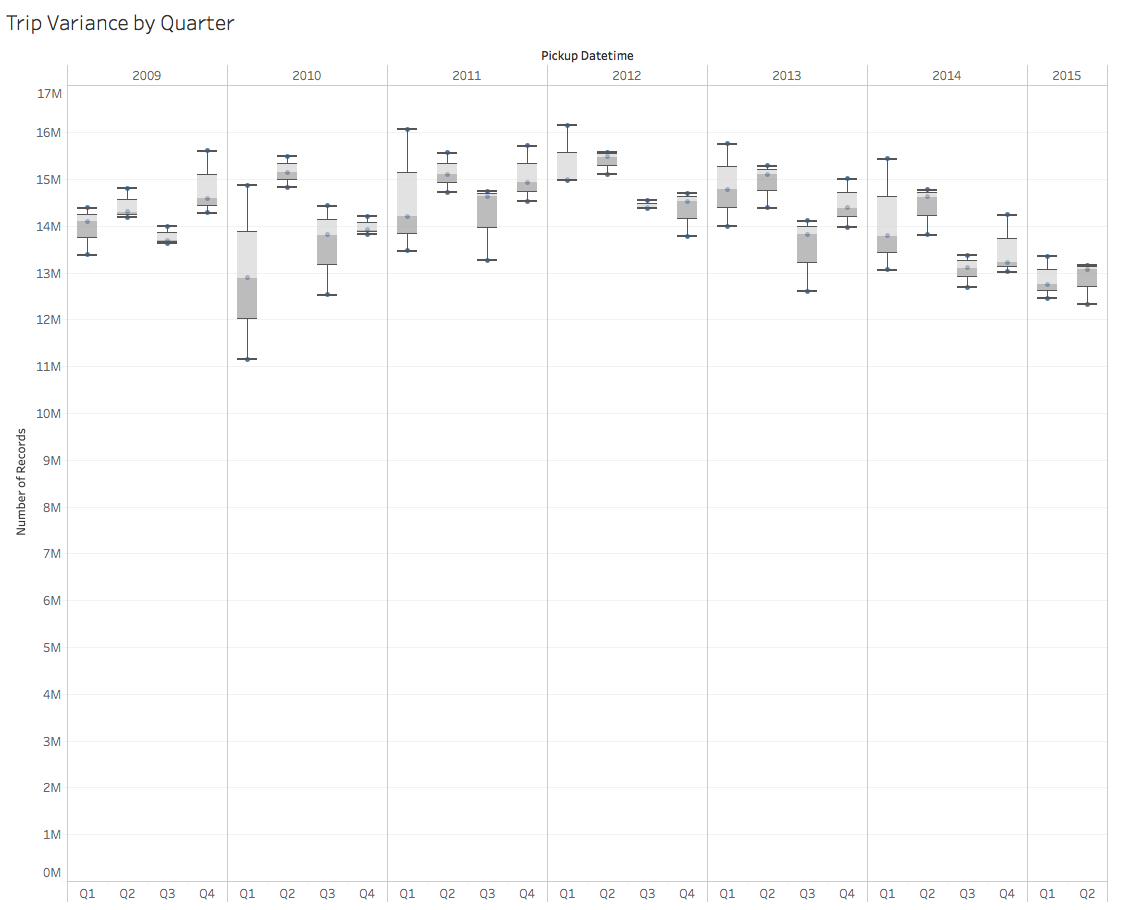 Trip Variance by Quarter
Pickup Datetime
2009 2010 2011 2012 2013 2014 2015
17M
16M
15M
14M
13M
12M
11M
10M
9M
8M
7M
6M
5M
4M
3M
2M
1M
0M
Number of Records
Q1 Q2 Q3 Q4 Q1 Q2 Q3 Q4 Q1 Q2 Q3 Q4 Q1 Q2 Q3 Q4 Q1 Q2 Q3 Q4 Q1 Q2 Q3 Q4 Q1 Q2